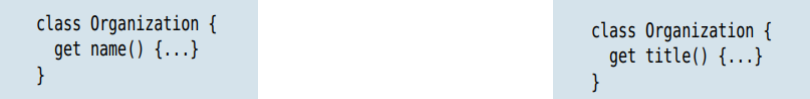 class Organization {
  get name() {...}
}
class Organization {
  get title() {...}
}